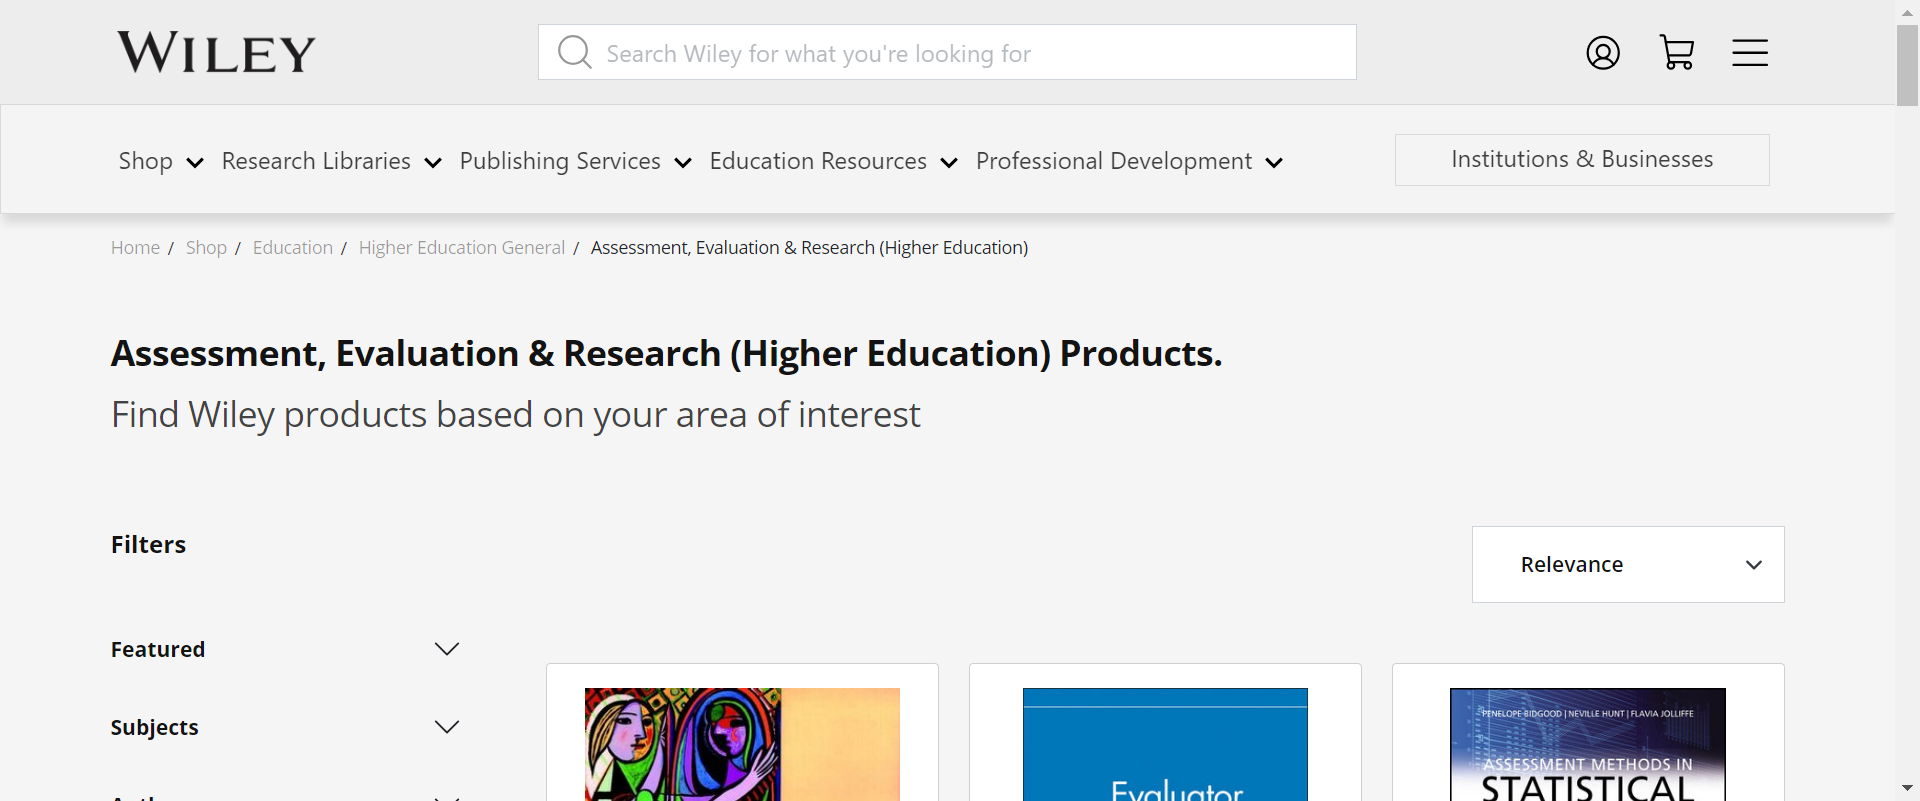 WILEY
Search Wiley for what you're looking for
Shop
Research Libraries
Publishing Services
Education Resources
Professional Development
Institutions & Businesses
Home / Shop / Education / Higher Education General / Assessment, Evaluation & Research (Higher Education)
Assessment, Evaluation & Research (Higher Education) Products.
Find Wiley products based on your area of interest
Filters
Relevance
Featured
Subjects
Evaluator
PENELOPE BIDGOOD | NEVILLE HUNT | FLAVIA JOLLIFFE
ASSESSMENT METHODS IN
STATISTICAL